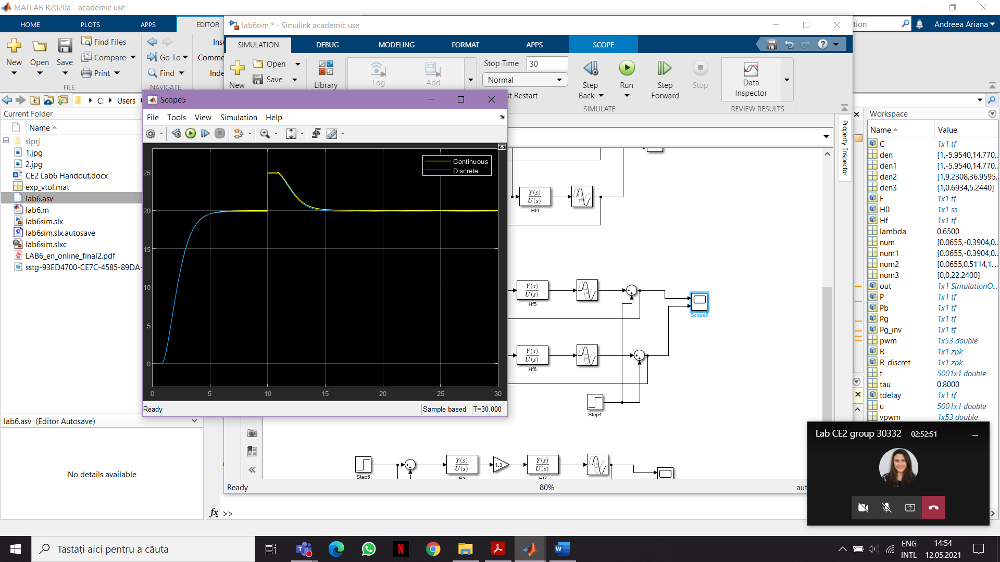 MATLAB R2020a - academic use
HOME
PLOTS
APPS
EDITOR
New
Open
Save
Find Files
Compare
Print
FILE
Go To
Find
NAVIGATE
C:
Users
Current Folder
Name
slprj
1.jpg
2.jpg
CE2 Lab6 Handout.docx
exp_vtol.mat
lab6.asv
lab6.m
lab6sim.slx
lab6sim.slx.autosave
lab6sim.slxc
LAB6_en_online_final2.pdf
sstg-93ED4700-CE7C-4585-89DA-
lab6.asv (Editor Autosave)
No details available
lab6sim * - Simulink academic use
SIMULATION
DEBUG
MODELING
FORMAT
APPS
SCOPE
New
Open
Save
Library
Log
Add
Stop Time
30
Normal
st Restart
Step
Back
Run
Step
Forward
Stop
SIMULATE
Data
Inspector
REVIEW RESULTS
Scope5
File
Tools
View
Simulation
Help
Continuous
Discrete
25
20
15
10
5
0
0
5
10
15
20
25
30
Ready
Sample based
T=30.000
Property Inspector
Y(s)
U(s)
Hf4
Y(s)
U(s)
Hf5
Scope5
Y(s)
U(s)
Hf6
Step4
Step5
Y(s)
U(s)
1.3
Y(s)
U(s)
Ready
80%
aut
fx >>
Andreea Ariana
Workspace
Name
Value
C
1x1 tf
den
[1,-5.9540,14.770...
den1
[1,-5.9540,14.770...
den2
[1,9.2308,36.9595...
den3
[1,0.6934,5.2440]
F
1x1 tf
H0
1x1 ss
Hf
1x1 tf
lambda
0.6500
num
[0.0655,-0.3904,0...
num1
[0.0655,-0.3904,0...
num2
[0.0655,0.5114,1....
num3
[0,0,22.2400]
out
1x1 SimulationO...
P
1x1 tf
Pb
1x1 tf
Pg
1x1 tf
Pg_inv
1x1 tf
pwm
1x53 double
R
1x1 zpk
R_discret
1x1 zpk
t
5001x1 double
tau
0.8000
tdelay
1x1 tf
u
5001x1 double
vpwm
1x53 double
Lab CE2 group 30332
02:52:51
Tastați aici pentru a căuta
ENG
INTL
14:54
12.05.2021